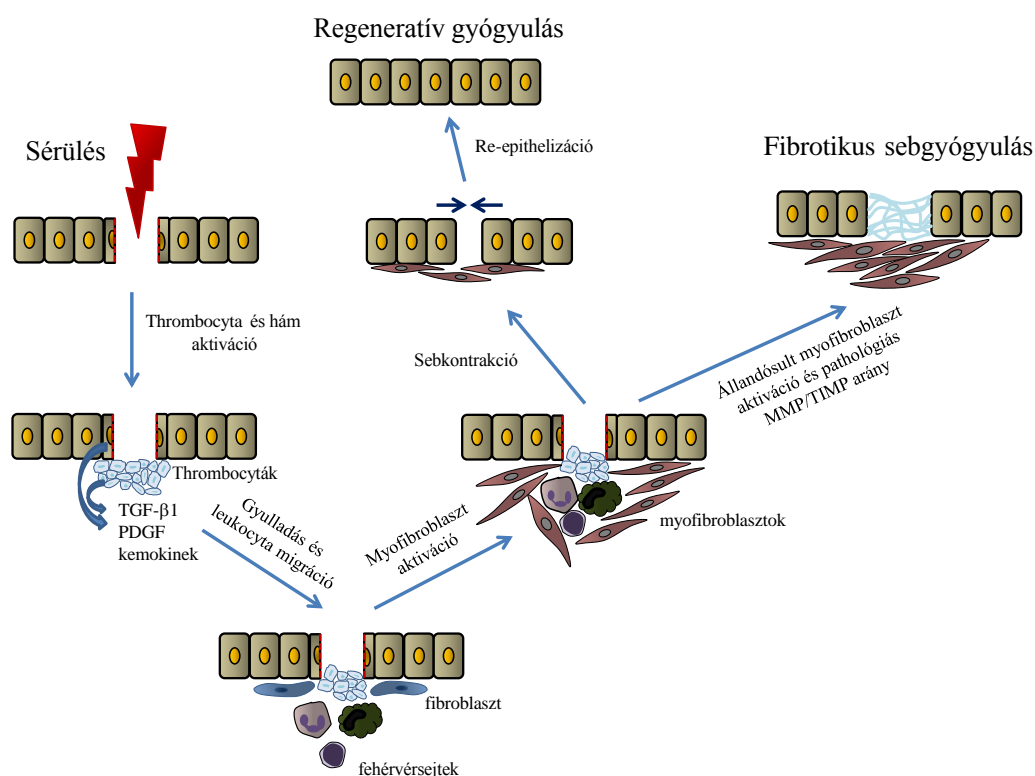 Regeneratív gyógyulás
Sérülés
Re-epithelizáció
Fibrotikus sebgyógyulás
Thrombocyta és hám
aktiváció
Sebkontrakció
Állandósult myofibroblaszt
aktiváció és pathológiás
MMP/TIMP arány
Thrombocyták
TGF-β1
PDGF
kemokinek
Gyulladás és
leukocyta migráció
Myofibroblaszt
aktiváció
myofibroblasztok
fibroblaszt
fehérvérsejtek